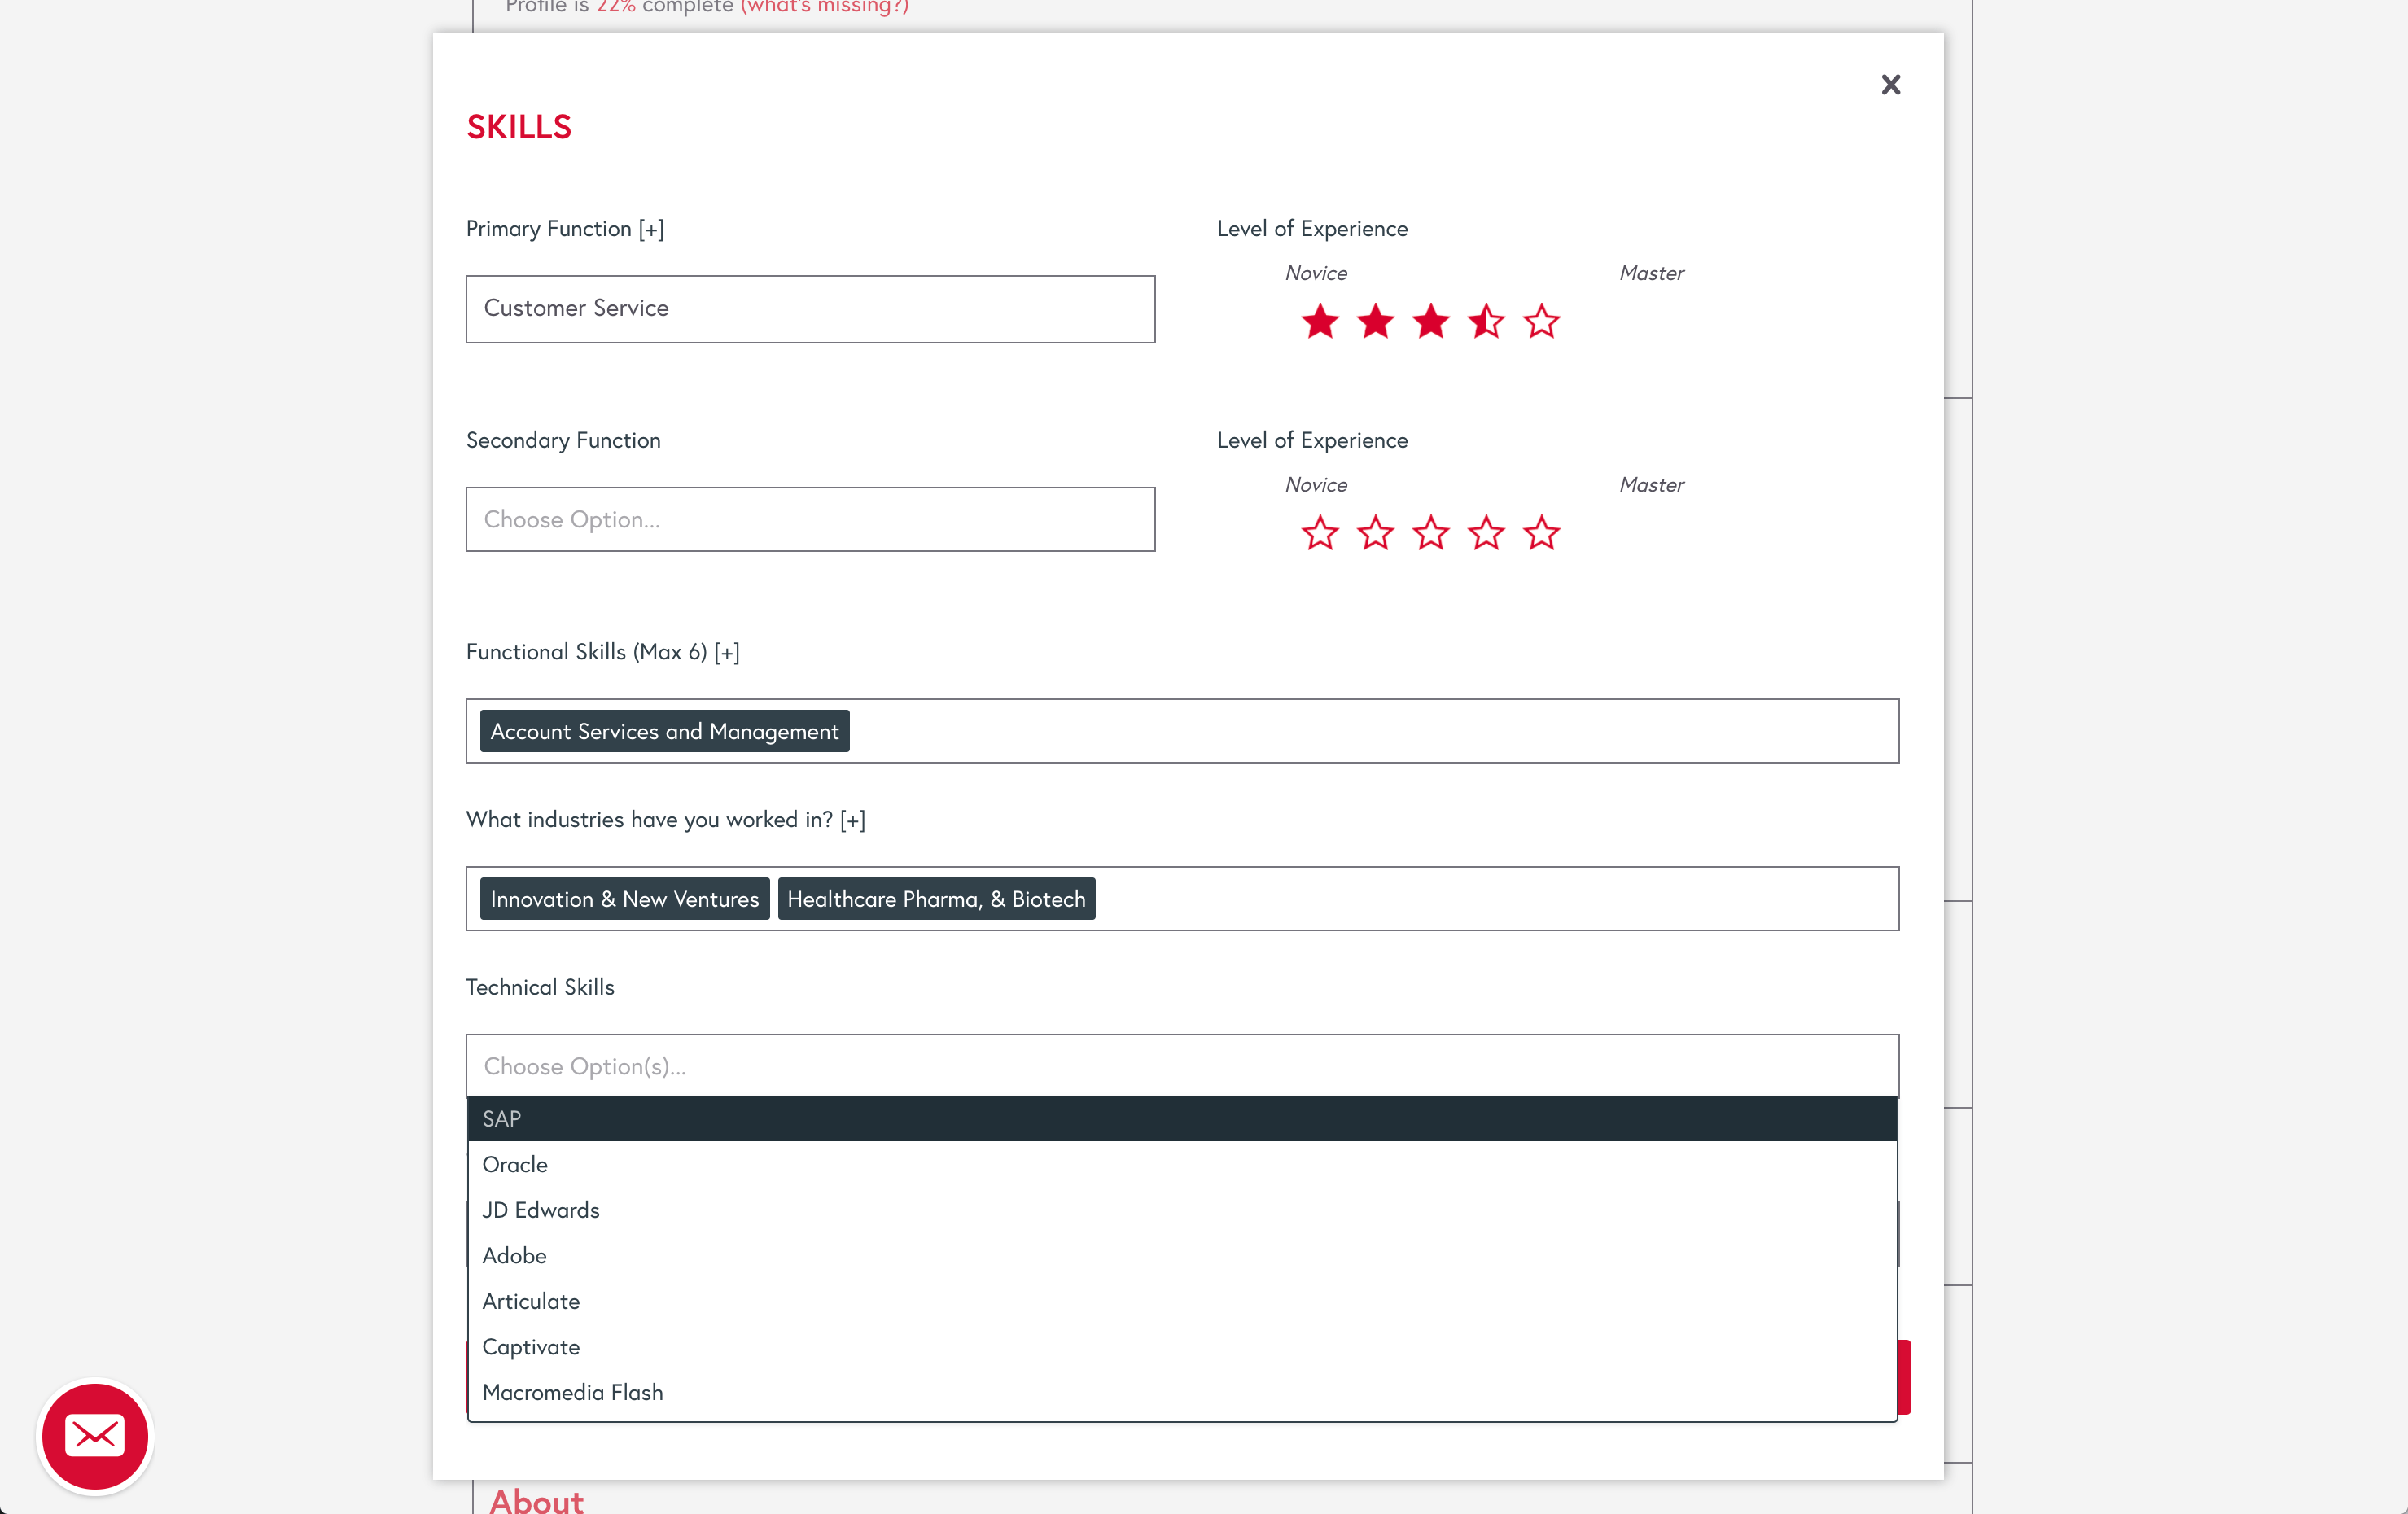 Profile is 22% complete (what's missing?)
SKILLS
Primary Function [+]
Level of Experience
Novice Master
Customer Service
Secondary Function
Level of Experience
Novice Master
Choose Option...
Functional Skills (Max 6) [+]
Account Services and Management
What industries have you worked in? [+]
Innovation & New Ventures Healthcare Pharma, & Biotech
Technical Skills
Choose Option(s)...
SAP
Oracle
JD Edwards
Adobe
Articulate
Captivate
Macromedia Flash
About